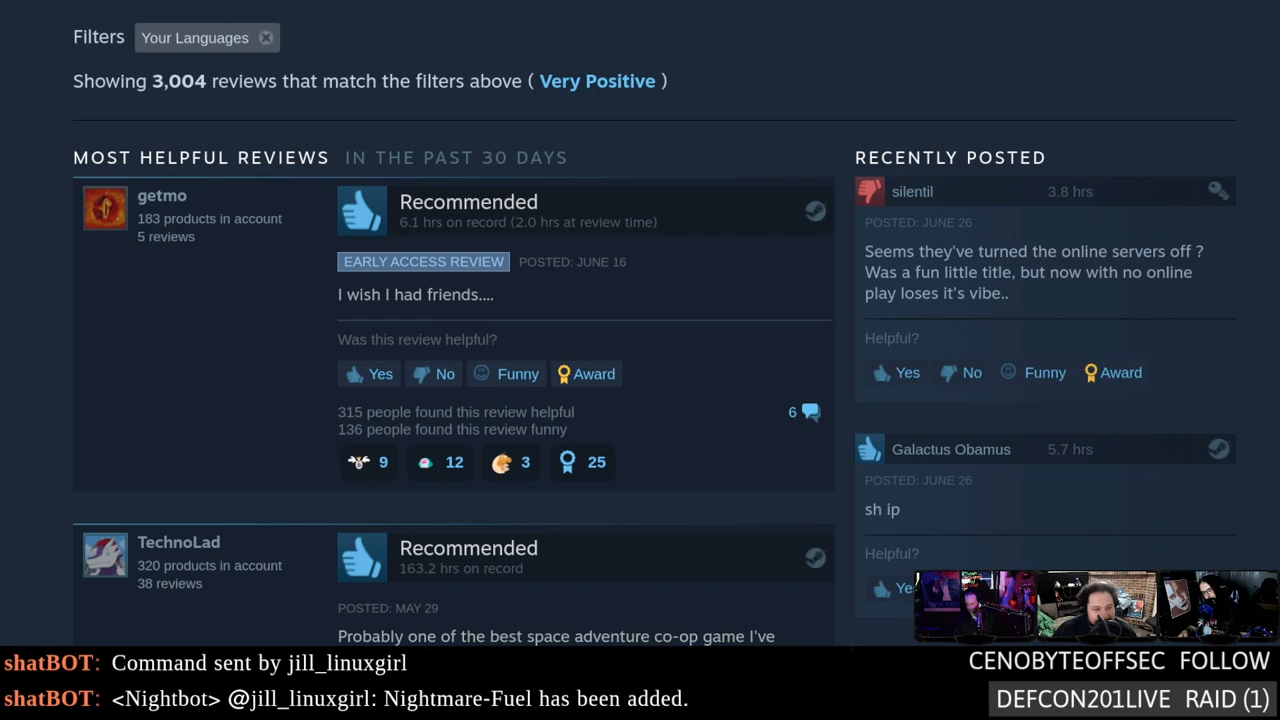 Filters Your Languages
Showing 3,004 reviews that match the filters above ( Very Positive )
MOST HELPFUL REVIEWS IN THE PAST 30 DAYS
getmo
183 products in account
5 reviews
Recommended
6.1 hrs on record (2.0 hrs at review time)
EARLY ACCESS REVIEW POSTED: JUNE 16
I wish I had friends....
Was this review helpful?
Yes No Funny Award
315 people found this review helpful
136 people found this review funny
6
9 12 3 25
TechnoLad
320 products in account
38 reviews
Recommended
163.2 hrs on record
POSTED: MAY 29
Probably one of the best space adventure co-op game I've
RECENTLY POSTED
silentil 3.8 hrs
POSTED: JUNE 26
Seems they've turned the online servers off ?
Was a fun little title, but now with no online
play loses it's vibe..
Helpful?
Yes No Funny Award
Galactus Obamus 5.7 hrs
POSTED: JUNE 26
sh ip
Helpful?
Ye
shatBOT: Command sent by jill_linuxgirl
shatBOT: <Nightbot> @jill_linuxgirl: Nightmare-Fuel has been added.
CENOBYTEOFFSEC FOLLOW
DEFCON201LIVE RAID (1)